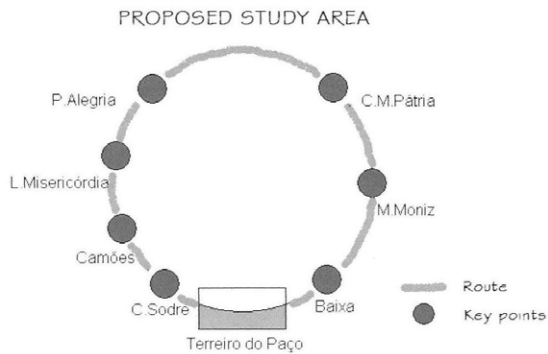 PROPOSED STUDY AREA
P.Alegria
C.M.Pátria
L.Misericórdia
M.Moniz
Camões
C.Sodre
Baixa
Terreiro do Paço
Route
Key points